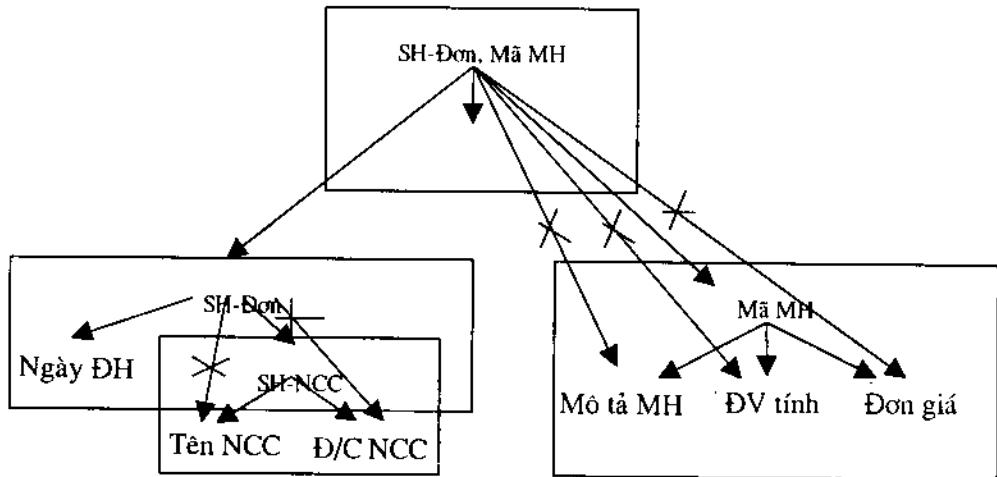 SH-Đơn, Mã MH
SH-Đơn
Mã MH
Ngày ĐH
SH-NCC
Mô tả MH
ĐV tính
Đơn giá
Tên NCC
Đ/C NCC